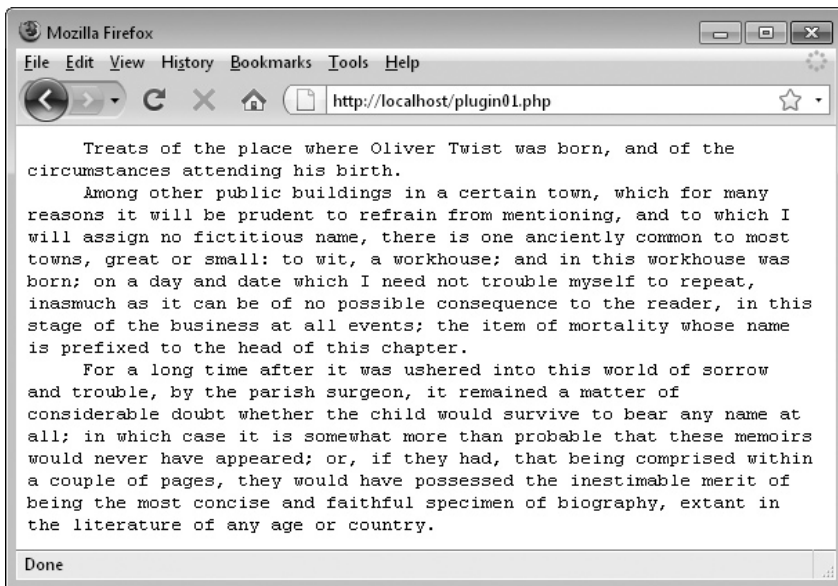 Mozilla Firefox
File Edit View History Bookmarks Tools Help
http://localhost/plugin01.php
Treats of the place where Oliver Twist was born, and of the
circumstances attending his birth.
Among other public buildings in a certain town, which for many
reasons it will be prudent to refrain from mentioning, and to which I
will assign no fictitious name, there is one anciently common to most
towns, great or small: to wit, a workhouse; and in this workhouse was
born; on a day and date which I need not trouble myself to repeat,
inasmuch as it can be of no possible consequence to the reader, in this
stage of the business at all events; the item of mortality whose name
is prefixed to the head of this chapter.
For a long time after it was ushered into this world of sorrow
and trouble, by the parish surgeon, it remained a matter of
considerable doubt whether the child would survive to bear any name at
all; in which case it is somewhat more than probable that these memoirs
would never have appeared; or, if they had, that being comprised within
a couple of pages, they would have possessed the inestimable merit of
being the most concise and faithful specimen of biography, extant in
the literature of any age or country.
Done